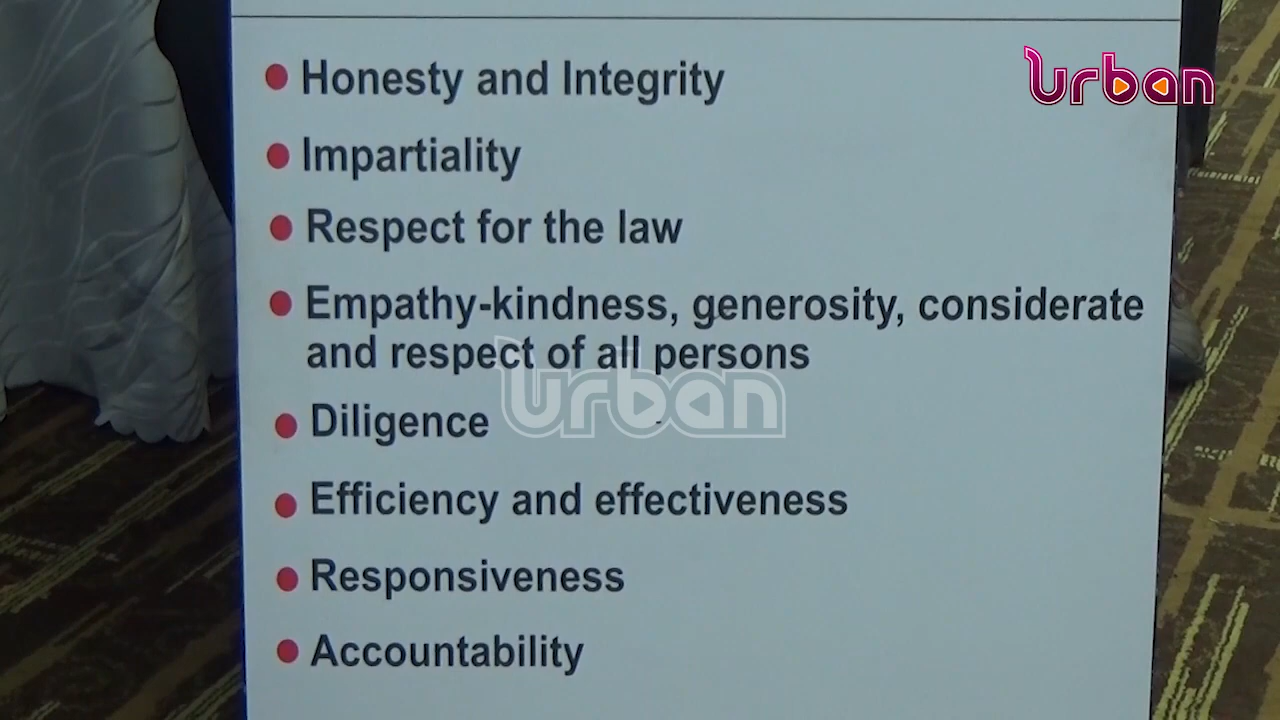 Urban
Honesty and Integrity
Impartiality
Respect for the law
Empathy-kindness, generosity, considerate
and respect of all persons
Urban
Diligence
Efficiency and effectiveness
Responsiveness
Accountability